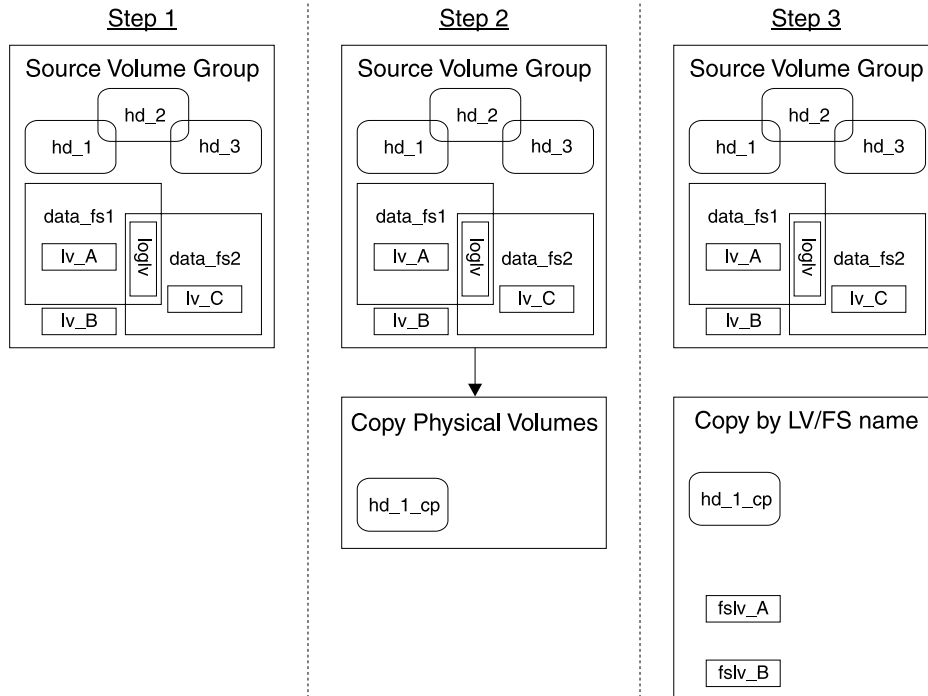 Step 1
Source Volume Group
hd_2
hd_1
hd_3
data_fs1
loglv
lv_A
data_fs2
lv_C
lv_B
Step 2
Source Volume Group
hd_2
hd_1
hd_3
data_fs1
loglv
lv_A
data_fs2
lv_C
lv_B
Copy Physical Volumes
hd_1_cp
Step 3
Source Volume Group
hd_2
hd_1
hd_3
data_fs1
loglv
lv_A
data_fs2
lv_C
lv_B
Copy by LV/FS name
hd_1_cp
fslv_A
fslv_B